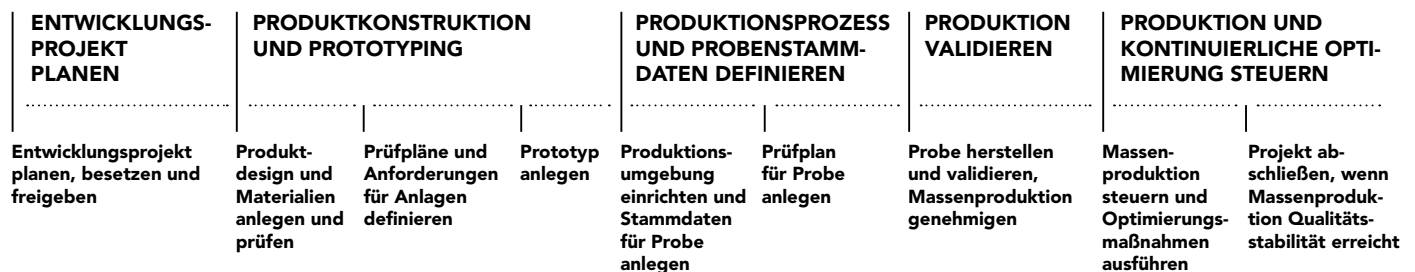 ENTWICKLUNGS-
PROJEKT
PLANEN
PRODUKTKONSTRUKTION
UND PROTOTYPING
PRODUKTIONSPROZESS
UND PROBENSTAMM-
DATEN DEFINIEREN
PRODUKTION
VALIDIEREN
PRODUKTION UND
KONTINUIERLICHE OPTI-
MIERUNG STEUERN
Entwicklungsprojekt
planen, besetzen und
freigeben
Produkt-
design und
Materialien
anlegen und
prüfen
Prüfpläne und
Anforderungen
für Anlagen
definieren
Prototyp
anlegen
Produktions-
umgebung
einrichten und
Stammdaten
für Probe
anlegen
Prüfplan
für Probe
anlegen
Probe herstellen
und validieren,
Massenproduktion
genehmigen
Massen-
produktion
steuern und
Optimierungs-
maßnahmen
ausführen
Projekt ab-
schließen, wenn
Massenproduk-
tion Qualitäts-
stabilität erreicht